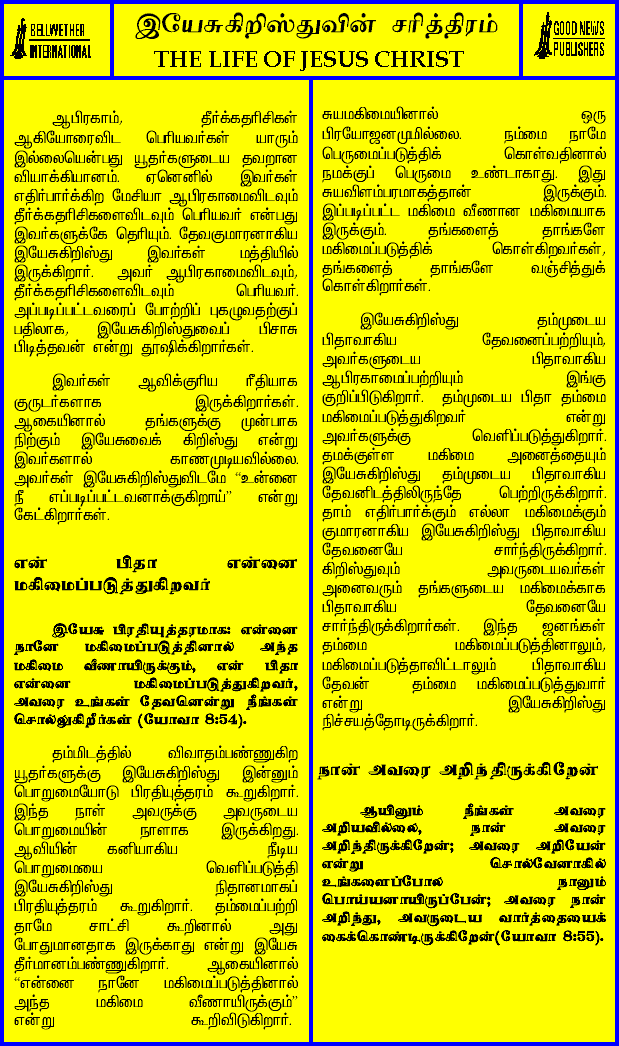 BELLWETHER
INTERNATIONAL
இயேசுகிறிஸ்துவின் சரித்திரம்
THE LIFE OF JESUS CHRIST
GOOD NEWS
PUBLISHERS
ஆபிரகாம், தீர்க்கதரிசிகள்
ஆகியோரைவிட பெரியவர்கள் யாரும்
இல்லையென்பது யூதர்களுடைய தவறான
வியாக்கியானம். ஏனெனில் இவர்கள்
எதிர்பார்க்கிற மேசியா ஆபிரகாமைவிடவும்
தீர்க்கதரிசிகளைவிடவும் பெரியவர் என்பது
இவர்களுக்கே தெரியும். தேவகுமாரனாகிய
இயேசுகிறிஸ்து இவர்கள் மத்தியில்
இருக்கிறார். அவர் ஆபிரகாமைவிடவும்,
தீர்க்கதரிசிகளைவிடவும் பெரியவர்.
அப்படிப்பட்டவரைப் போற்றிப் புகழுவதற்குப்
பதிலாக, இயேசுகிறிஸ்துவைப் பிசாசு
பிடித்தவன் என்று தூஷிக்கிறார்கள்.
இவர்கள் ஆவிக்குரிய ரீதியாக
குருடர்களாக இருக்கிறார்கள்.
ஆகையினால் தங்களுக்கு முன்பாக
நிற்கும் இயேசுவைக் கிறிஸ்து என்று
இவர்களால் காணமுடியவில்லை.
அவர்கள் இயேசுகிறிஸ்துவிடமே “உன்னை
நீ எப்படிப்பட்டவனாக்குகிறாய்” என்று
கேட்கிறார்கள்.
என் பிதா என்னை
மகிமைப்படுத்துகிறவர்
இயேசு பிரதியுத்தரமாக: என்னை
நானே மகிமைப்படுத்தினால் அந்த
மகிமை வீணாயிருக்கும், என் பிதா
என்னை மகிமைப்படுத்துகிறவர்,
அவரை உங்கள் தேவனென்று நீங்கள்
சொல்லுகிறீர்கள் (யோவா 8:54).
தம்மிடத்தில் விவாதம்பண்ணுகிற
யூதர்களுக்கு இயேசுகிறிஸ்து இன்னும்
பொறுமையோடு பிரதியுத்தரம் கூறுகிறார்.
இந்த நாள் அவருக்கு அவருடைய
பொறுமையின் நாளாக இருக்கிறது.
ஆவியின் கனியாகிய நீடிய
பொறுமையை வெளிப்படுத்தி
இயேசுகிறிஸ்து நிதானமாகப்
பிரதியுத்தரம் கூறுகிறார். தம்மைப்பற்றி
தாமே சாட்சி கூறினால் அது
போதுமானதாக இருக்காது என்று இயேசு
தீர்மானம்பண்ணுகிறார். ஆகையினால்
“என்னை நானே மகிமைப்படுத்தினால்
அந்த மகிமை வீணாயிருக்கும்”
என்று கூறிவிடுகிறார்.
சுயமகிமையினால் ஒரு
பிரயோஜனமுமில்லை. நம்மை நாமே
பெருமைப்படுத்திக் கொள்வதினால்
நமக்குப் பெருமை உண்டாகாது. இது
சுயவிளம்பரமாகத்தான் இருக்கும்.
இப்படிப்பட்ட மகிமை வீணான மகிமையாக
இருக்கும். தங்களைத் தாங்களே
மகிமைப்படுத்திக் கொள்கிறவர்கள்,
தங்களைத் தாங்களே வஞ்சித்துக்
கொள்கிறார்கள்.
இயேசுகிறிஸ்து தம்முடைய
பிதாவாகிய தேவனைப்பற்றியும்,
அவர்களுடைய பிதாவாகிய
ஆபிரகாமைப்பற்றியும் இங்கு
குறிப்பிடுகிறார். தம்முடைய பிதா தம்மை
மகிமைப்படுத்துகிறவர் என்று
அவர்களுக்கு வெளிப்படுத்துகிறார்.
தமக்குள்ள மகிமை அனைத்தையும்
இயேசுகிறிஸ்து தம்முடைய பிதாவாகிய
தேவனிடத்திலிருந்தே பெற்றிருக்கிறார்.
தாம் எதிர்பார்க்கும் எல்லா மகிமைக்கும்
குமாரனாகிய இயேசுகிறிஸ்து பிதாவாகிய
தேவனையே சார்ந்திருக்கிறார்.
கிறிஸ்துவும் அவருடையவர்கள்
அனைவரும் தங்களுடைய மகிமைக்காக
பிதாவாகிய தேவனையே
சார்ந்திருக்கிறார்கள். இந்த ஜனங்கள்
தம்மை மகிமைப்படுத்தினாலும்,
மகிமைப்படுத்தாவிட்டாலும் பிதாவாகிய
தேவன் தம்மை மகிமைப்படுத்துவார்
என்று இயேசுகிறிஸ்து
நிச்சயத்தோடிருக்கிறார்.
நான் அவரை அறிந்திருக்கிறேன்
ஆயினும் நீங்கள் அவரை
அறியவில்லை, நான் அவரை
அறிந்திருக்கிறேன்; அவரை அறியேன்
என்று சொல்வேனாகில்
உங்களைப்போல நானும்
பொய்யனாயிருப்பேன்; அவரை நான்
அறிந்து, அவருடைய வார்த்தையைக்
கைக்கொண்டிருக்கிறேன்(யோவா 8:55).